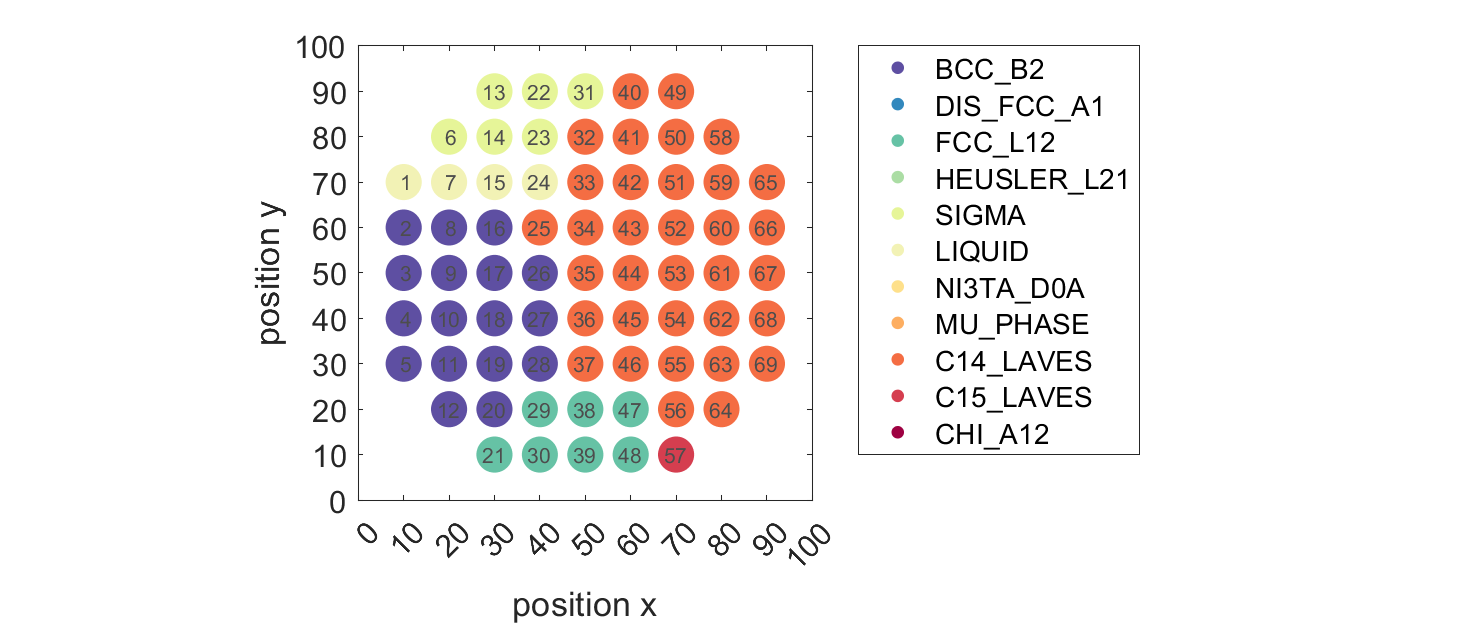 100
90
80
70
60
50
40
30
20
10
0
13 22 31 40 49
6 14 23 32 41 50 58
1 7 15 24 33 42 51 59 65
2 8 16 25 34 43 52 60 66
3 9 17 26 35 44 53 61 67
4 10 18 27 36 45 54 62 68
5 11 19 28 37 46 55 63 69
12 20 29 38 47 56 64
21 30 39 48 57
0 10 20 30 40 50 60 70 80 90 100
position x
position y
BCC_B2
DIS_FCC_A1
FCC_L12
HEUSLER_L21
SIGMA
LIQUID
NI3TA_D0A
MU_PHASE
C14_LAVES
C15_LAVES
CHI_A12